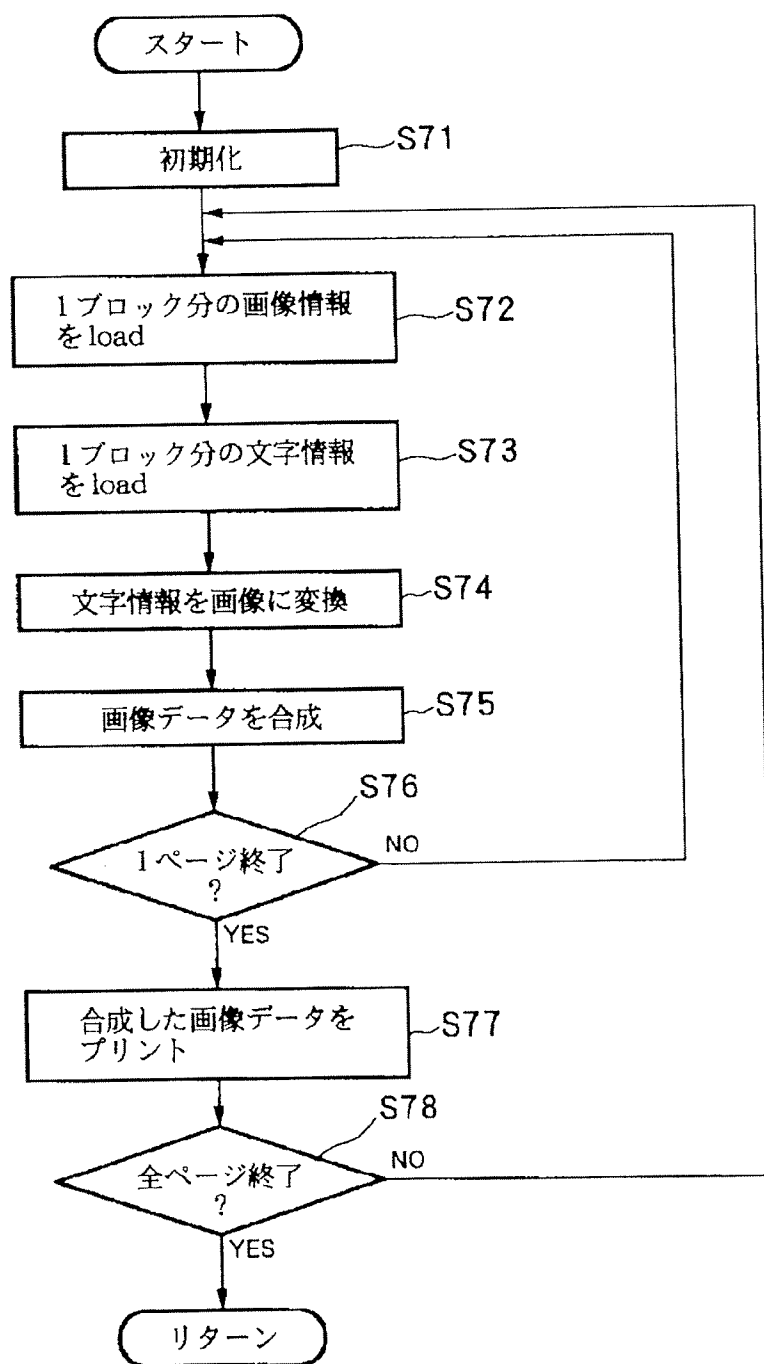 スタート
初期化
S71
1ブロック分の画像情報
をload
S72
1ブロック分の文字情報
をload
S73
文字情報を画像に変換
S74
画像データを合成
S75
S76
1ページ終了
?
NO
YES
合成した画像データを
プリント
S77
S78
全ページ終了
?
NO
YES
リターン